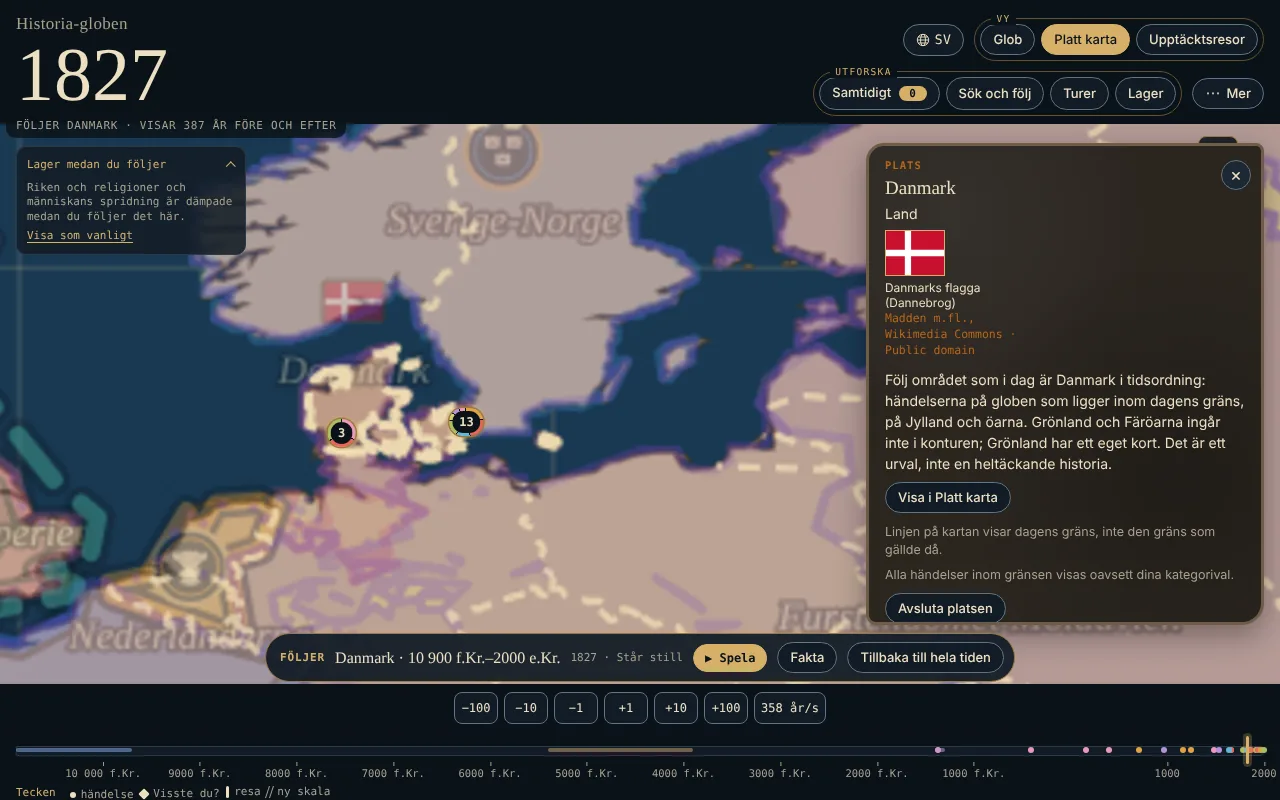 Historia-globen
1827
FÖLJER DANMARK · VISAR 387 ÅR FÖRE OCH EFTER
SV
VY
Glob
Platt karta
Upptäcktsresor
UTFORSKA
Samtidigt 0
Sök och följ
Turer
Lager
··· Mer
Lager medan du följer
Riken och religioner och
människans spridning är dämpade
medan du följer det här.
Visa som vanligt
Sverige-Norge
Danmark
3
13
Nederländerna
PLATS
Danmark
Land
Danmarks flagga
(Dannebrog)
Madden m.fl.,
Wikimedia Commons ·
Public domain
Följ området som i dag är Danmark i tidsordning:
händelserna på globen som ligger inom dagens gräns,
på Jylland och öarna. Grönland och Färöarna ingår
inte i konturen; Grönland har ett eget kort. Det är ett
urval, inte en heltäckande historia.
Visa i Platt karta
Linjen på kartan visar dagens gräns, inte den gräns som
gällde då.
Alla händelser inom gränsen visas oavsett dina kategorival.
Avsluta platsen
FÖLJER Danmark · 10 900 f.Kr.–2000 e.Kr. 1827 · Står still ▶ Spela Fakta Tillbaka till hela tiden
−100 −10 −1 +1 +10 +100 358 år/s
10 000 f.Kr. 9000 f.Kr. 8000 f.Kr. 7000 f.Kr. 6000 f.Kr. 5000 f.Kr. 4000 f.Kr. 3000 f.Kr. 2000 f.Kr. 1000 f.Kr. 1000 2000
Tecken händelse Visste du? resa // ny skala